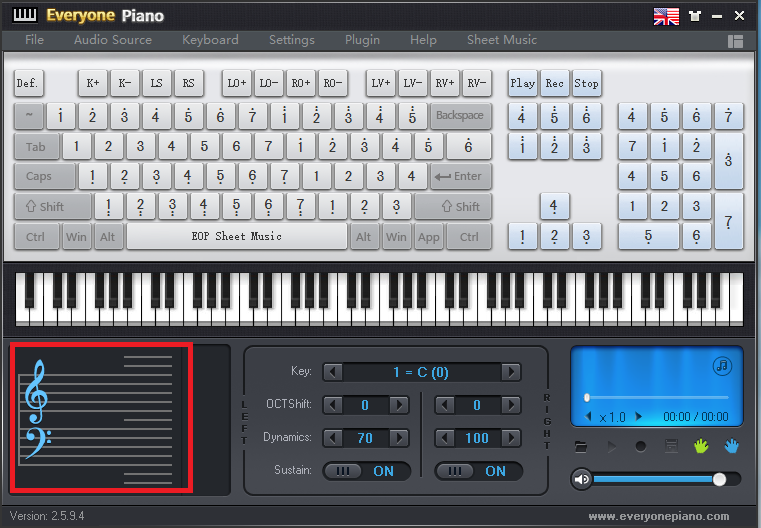 Everyone Piano
File Audio Source Keyboard Settings Plugin Help Sheet Music
Def. K+ K- LS RS LO+ LO- RO+ RO- LV+ LV- RV+ RV- Play Rec Stop
~ 1 2 3 4 5 6 7 1 2 3 4 5 Backspace 4 5 6 4 5 6 7
Tab 1 2 3 4 5 6 7 1 2 3 4 5 6 1 2 3 7 1 2 3
Caps 1 2 3 4 5 6 7 1 2 3 4 Enter 4 5 6
Shift 1 2 3 4 5 6 7 1 2 3 Shift 4 1 2 3 7
Ctrl Win Alt EOP Sheet Music Alt Win App Ctrl 1 2 3 5 6
LEFT
Key: 1 = C (0)
OCTShift: 0 0
Dynamics: 70 100
Sustain: ON ON
RIGHT
x 1.0 00:00 / 00:00
Version: 2.5.9.4 www.everyonepiano.com